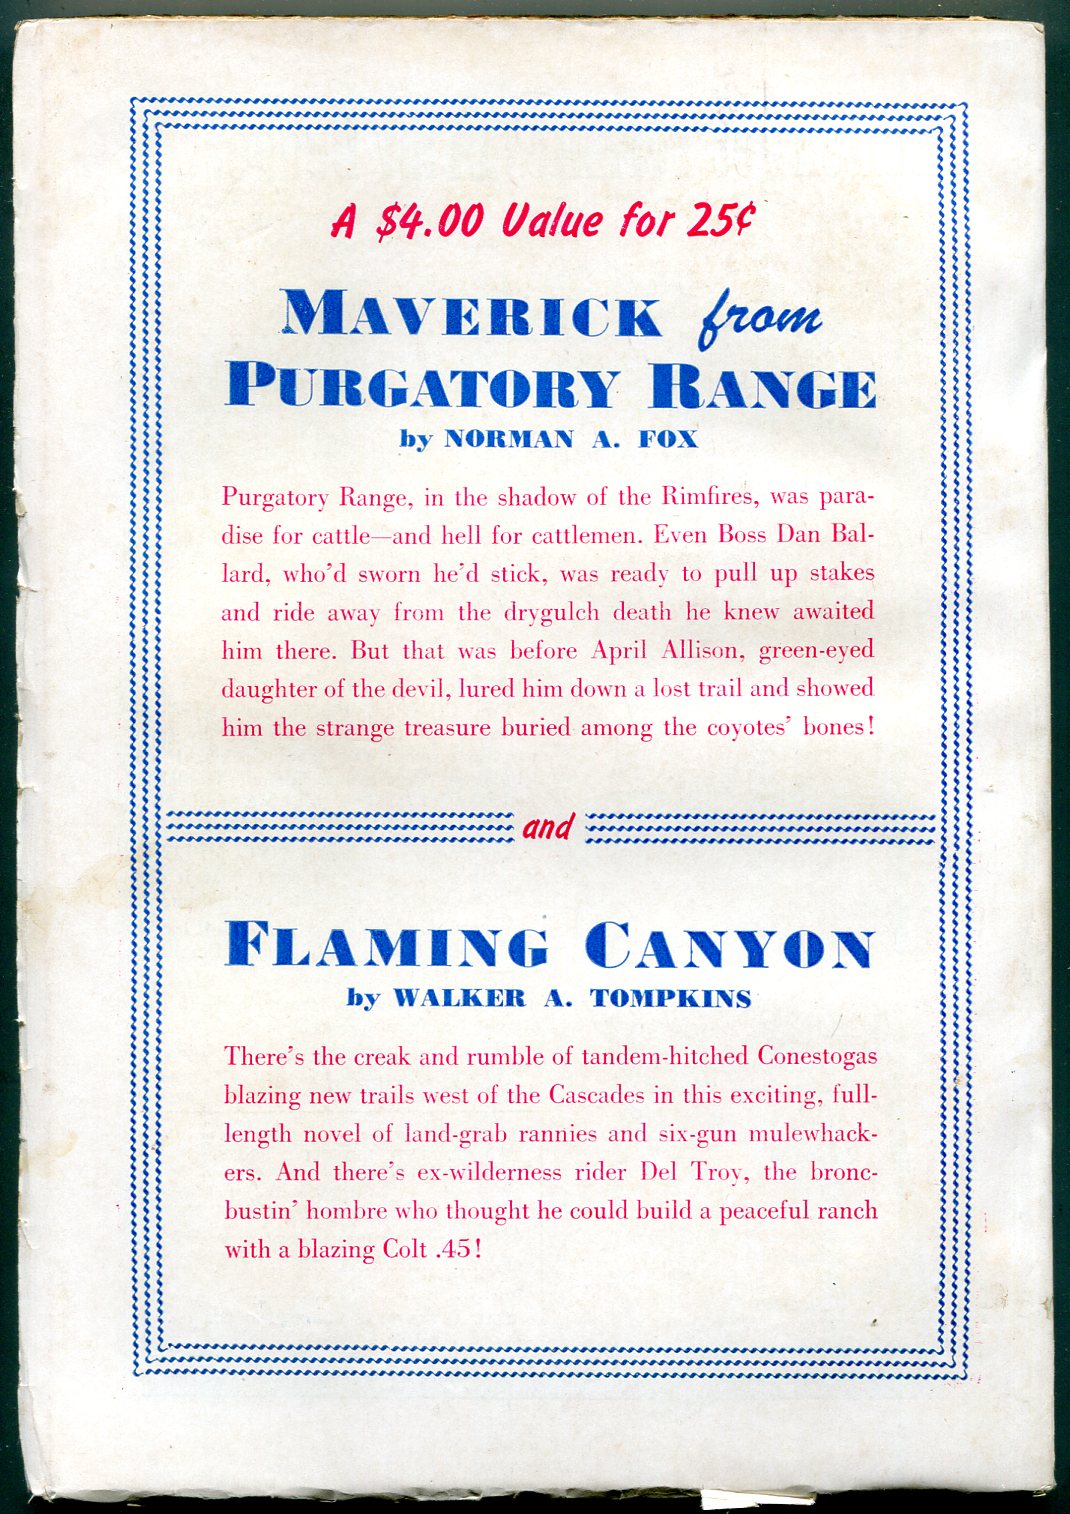 A $4.00 Value for 25¢
MAVERICK from
PURGATORY RANGE
by NORMAN A. FOX
Purgatory Range, in the shadow of the Rimfires, was para-
dise for cattle—and hell for cattlemen. Even Boss Dan Bal-
lard, who'd sworn he'd stick, was ready to pull up stakes
and ride away from the drygulch death he knew awaited
him there. But that was before April Allison, green-eyed
daughter of the devil, lured him down a lost trail and showed
him the strange treasure buried among the coyotes' bones!
and
FLAMING CANYON
by WALKER A. TOMPKINS
There's the creak and rumble of tandem-hitched Conestogas
blazing new trails west of the Cascades in this exciting, full-
length novel of land-grab rannies and six-gun mulewhack-
ers. And there's ex-wilderness rider Del Troy, the bronc-
bustin' hombre who thought he could build a peaceful ranch
with a blazing Colt .45!